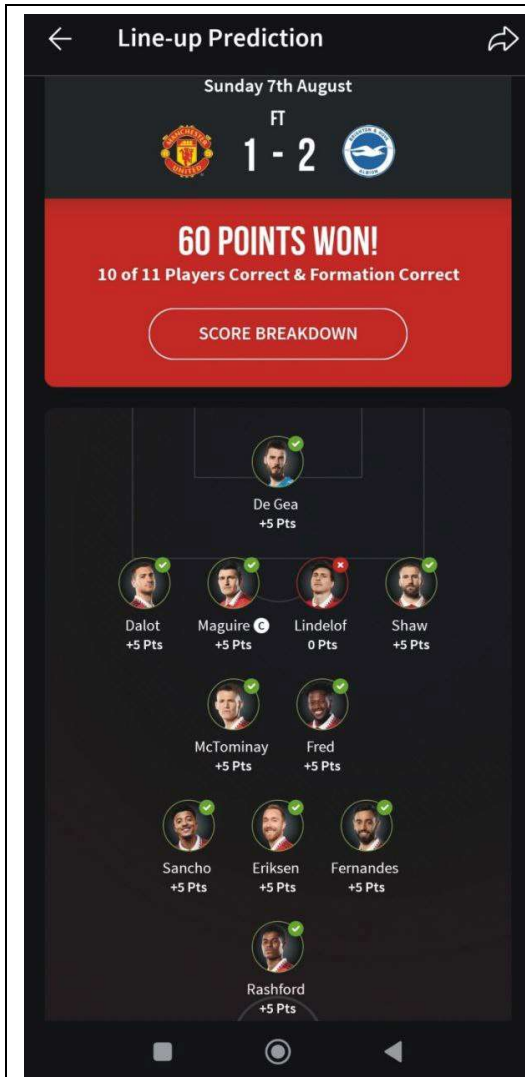 Line-up Prediction
Sunday 7th August
FT
1 - 2
60 POINTS WON!
10 of 11 Players Correct & Formation Correct
SCORE BREAKDOWN
De Gea
+5 Pts
Dalot Maguire C Lindelof Shaw
+5 Pts +5 Pts 0 Pts +5 Pts
McTominay Fred
+5 Pts +5 Pts
Sancho Eriksen Fernandes
+5 Pts +5 Pts +5 Pts
Rashford
+5 Pts